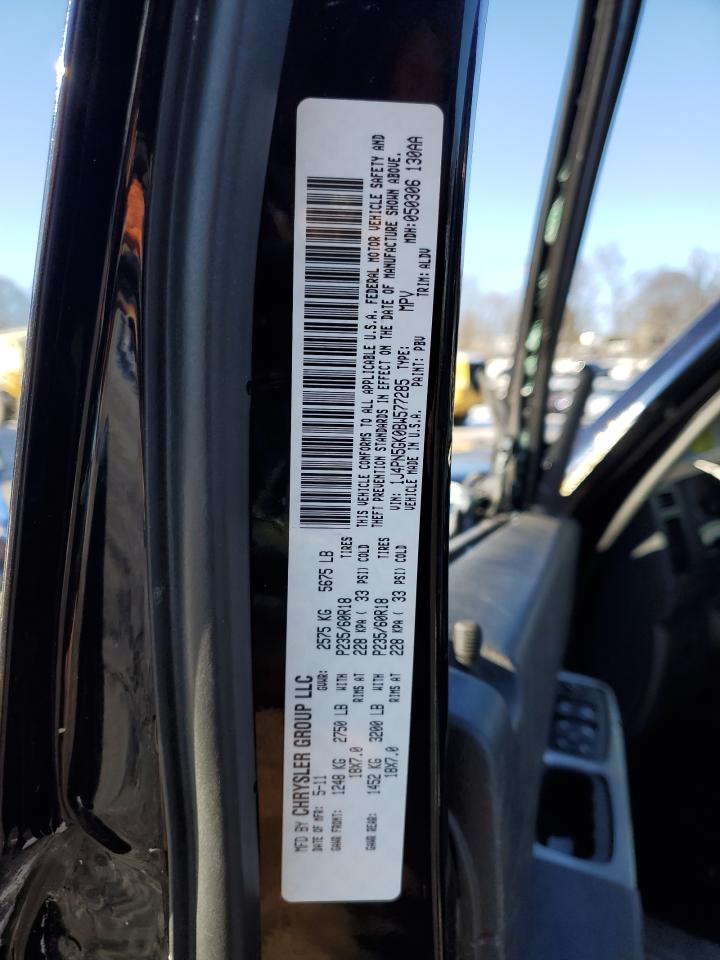 MFD BY CHRYSLER GROUP LLC
DATE OF MFR: 5-11 GVWR: 2575 KG 5675 LB
GAWR FRONT: 1248 KG 2750 LB WITH P235/60R18 TIRES
18X7.0 RIMS AT 228 KPA ( 33 PSI) COLD
GAWR REAR: 1452 KG 3200 LB WITH P235/60R18 TIRES
18X7.0 RIMS AT 228 KPA ( 33 PSI) COLD
THIS VEHICLE CONFORMS TO ALL APPLICABLE U.S.A. FEDERAL MOTOR VEHICLE SAFETY AND
THEFT PREVENTION STANDARDS IN EFFECT ON THE DATE OF MANUFACTURE SHOWN ABOVE.
VIN: 1J4PN5GK0BW577285 TYPE: MPV MDH:050306 130AA
VEHICLE MADE IN U.S.A. PAINT: PBV TRIM: ALDV